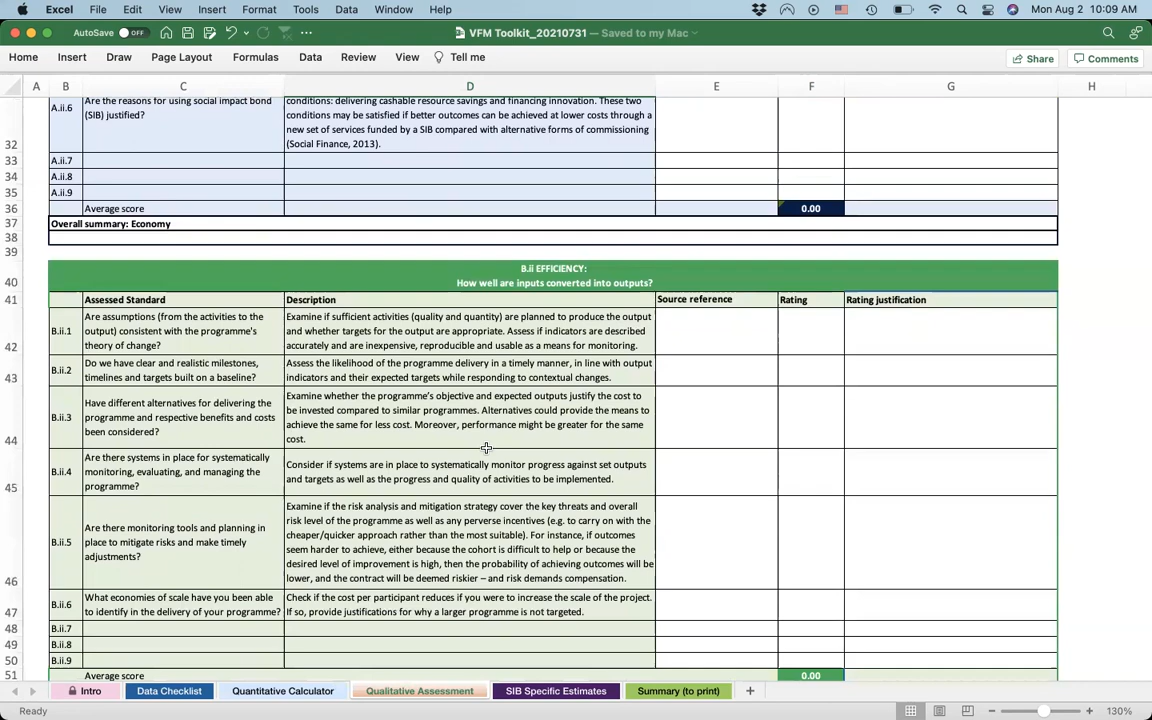 Excel File Edit View Insert Format Tools Data Window Help Mon Aug 2 10:09 AM
AutoSave OFF VFM Toolkit_20210731 — Saved to my Mac
Home Insert Draw Page Layout Formulas Data Review View Tell me Share Comments
A B C D E F G H
32 A.ii.6
Are the reasons for using social impact bond
(SIB) justified?
conditions: delivering cashable resource savings and financing innovation. These two
conditions may be satisfied if better outcomes can be achieved at lower costs through a
new set of services funded by a SIB compared with alternative forms of commissioning
(Social Finance, 2013).
33 A.ii.7
34 A.ii.8
35 A.ii.9
36 Average score 0.00
37 Overall summary: Economy
38
39
40
B.ii EFFICIENCY:
How well are inputs converted into outputs?
41 Assessed Standard Description Source reference Rating Rating justification
42 B.ii.1
Are assumptions (from the activities to the
output) consistent with the programme's
theory of change?
Examine if sufficient activities (quality and quantity) are planned to produce the output
and whether targets for the output are appropriate. Assess if indicators are described
accurately and are inexpensive, reproducible and usable as a means for monitoring.
43 B.ii.2
Do we have clear and realistic milestones,
timelines and targets built on a baseline?
Assess the likelihood of the programme delivery in a timely manner, in line with output
indicators and their expected targets while responding to contextual changes.
44 B.ii.3
Have different alternatives for delivering the
programme and respective benefits and costs
been considered?
Examine whether the programme's objective and expected outputs justify the cost to
be invested compared to similar programmes. Alternatives could provide the means to
achieve the same for less cost. Moreover, performance might be greater for the same
cost.
45 B.ii.4
Are there systems in place for systematically
monitoring, evaluating, and managing the
programme?
Consider if systems are in place to systematically monitor progress against set outputs
and targets as well as the progress and quality of activities to be implemented.
46 B.ii.5
Are there monitoring tools and planning in
place to mitigate risks and make timely
adjustments?
Examine if the risk analysis and mitigation strategy cover the key threats and overall
risk level of the programme as well as any perverse incentives (e.g. to carry on with the
cheaper/quicker approach rather than the most suitable). For instance, if outcomes
seem harder to achieve, either because the cohort is difficult to help or because the
desired level of improvement is high, then the probability of achieving outcomes will be
lower, and the contract will be deemed riskier – and risk demands compensation.
47 B.ii.6
What economies of scale have you been able
to identify in the delivery of your programme?
Check if the cost per participant reduces if you were to increase the scale of the project.
If so, provide justifications for why a larger programme is not targeted.
48 B.ii.7
49 B.ii.8
50 B.ii.9
51 Average score 0.00
Intro Data Checklist Quantitative Calculator Qualitative Assessment SIB Specific Estimates Summary (to print)
Ready 130%